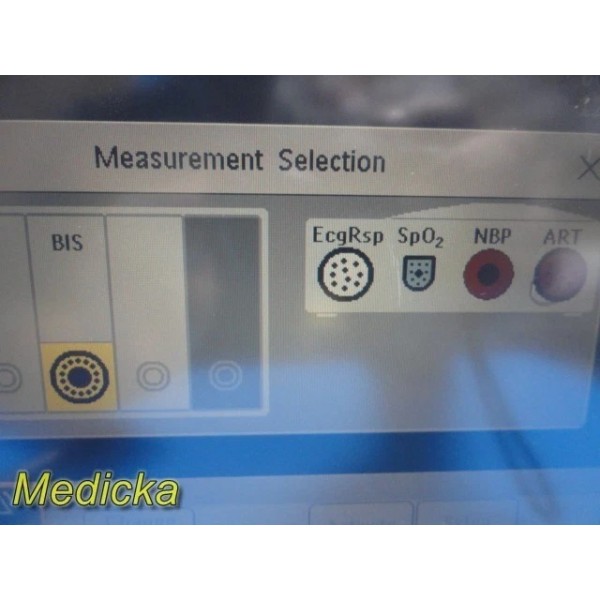 Measurement Selection
BIS
EcgRsp SpO₂ NBP ART
Medicka